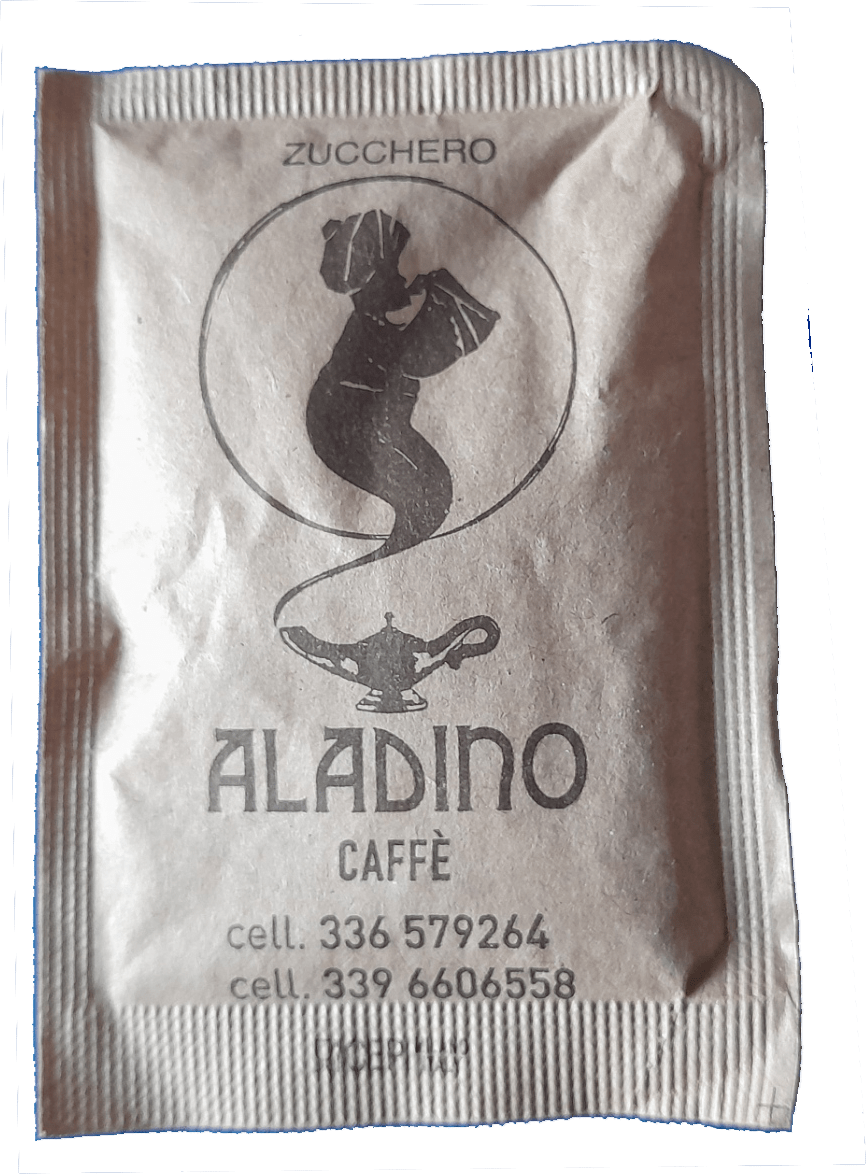 ZUCCHERO
ALADINO
CAFFÈ
cell. 336 579264
cell. 339 6606558